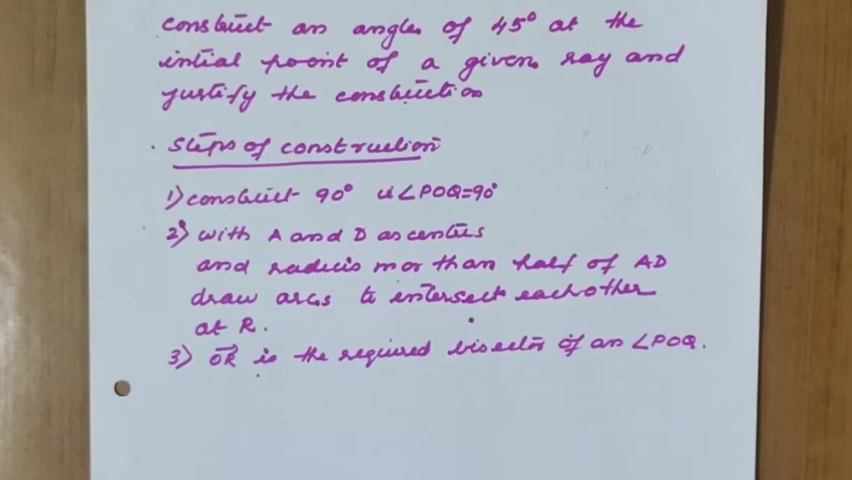 construct an angle of 45° at the
initial point of a given ray and
justify the construction
. Steps of construction
1) construct 90° i.e ∠POQ=90°
2) with A and D as centres
and radius mor than half of AD
draw arcs to intersect each other
at R.
3) OR is the required bisector of an ∠POQ.